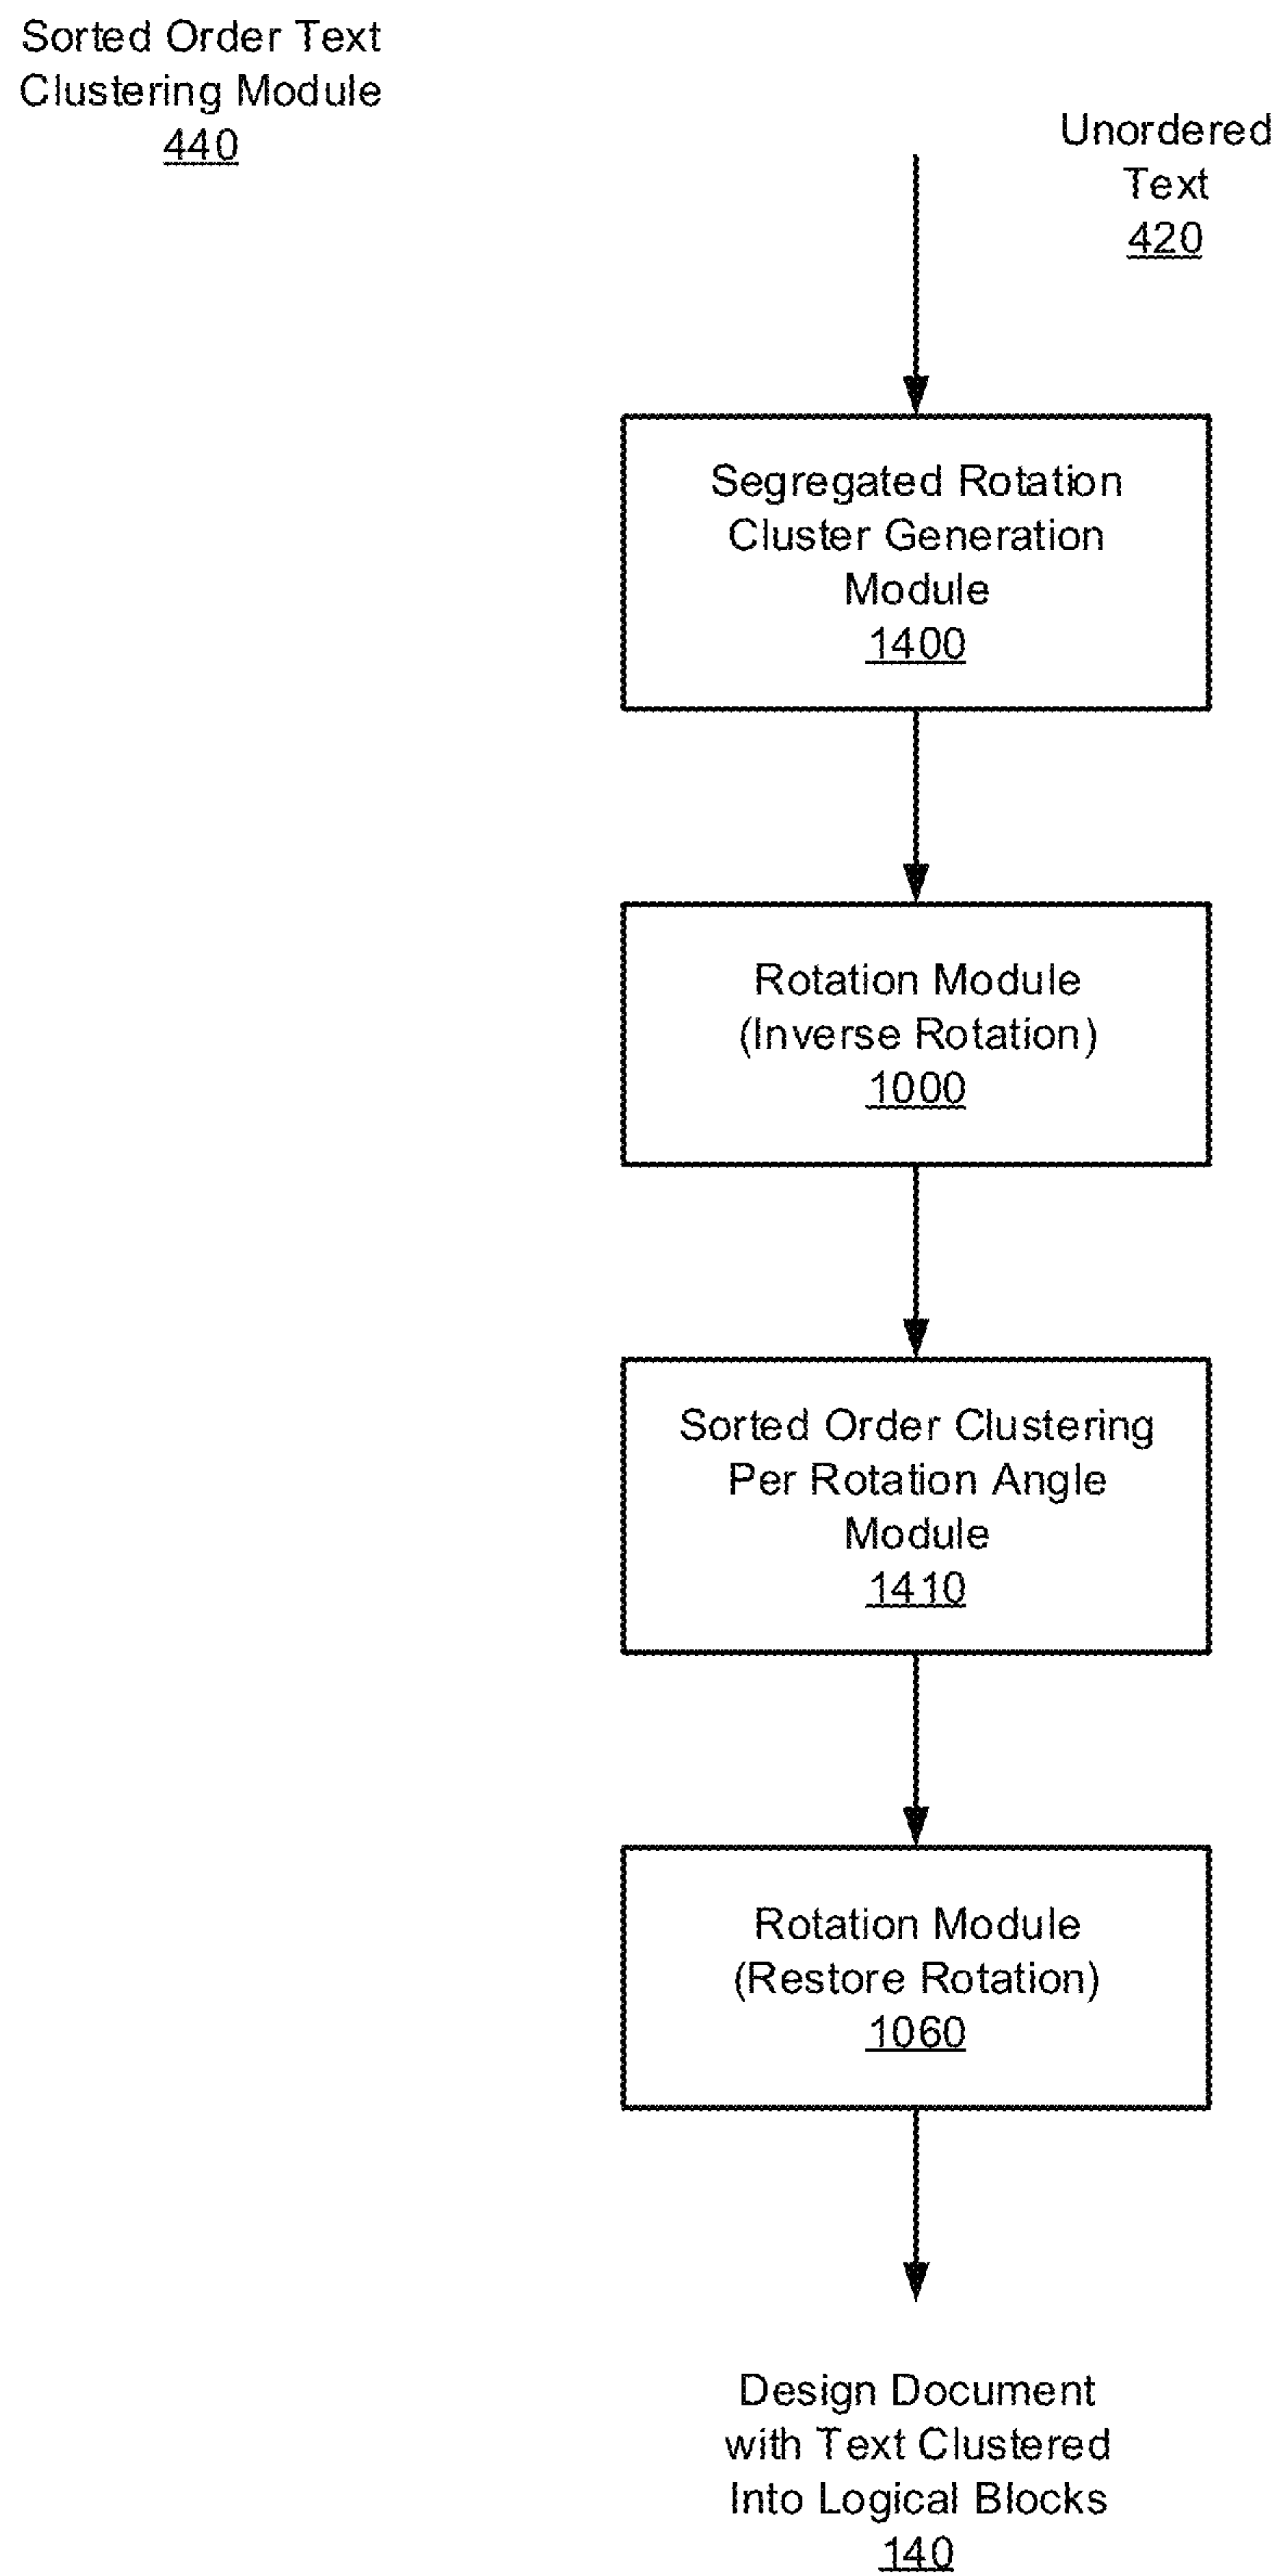 Sorted Order Text
Clustering Module
440
Unordered
Text
420
Segregated Rotation
Cluster Generation
Module
1400
Rotation Module
(Inverse Rotation)
1000
Sorted Order Clustering
Per Rotation Angle
Module
1410
Rotation Module
(Restore Rotation)
1060
Design Document
with Text Clustered
Into Logical Blocks
140